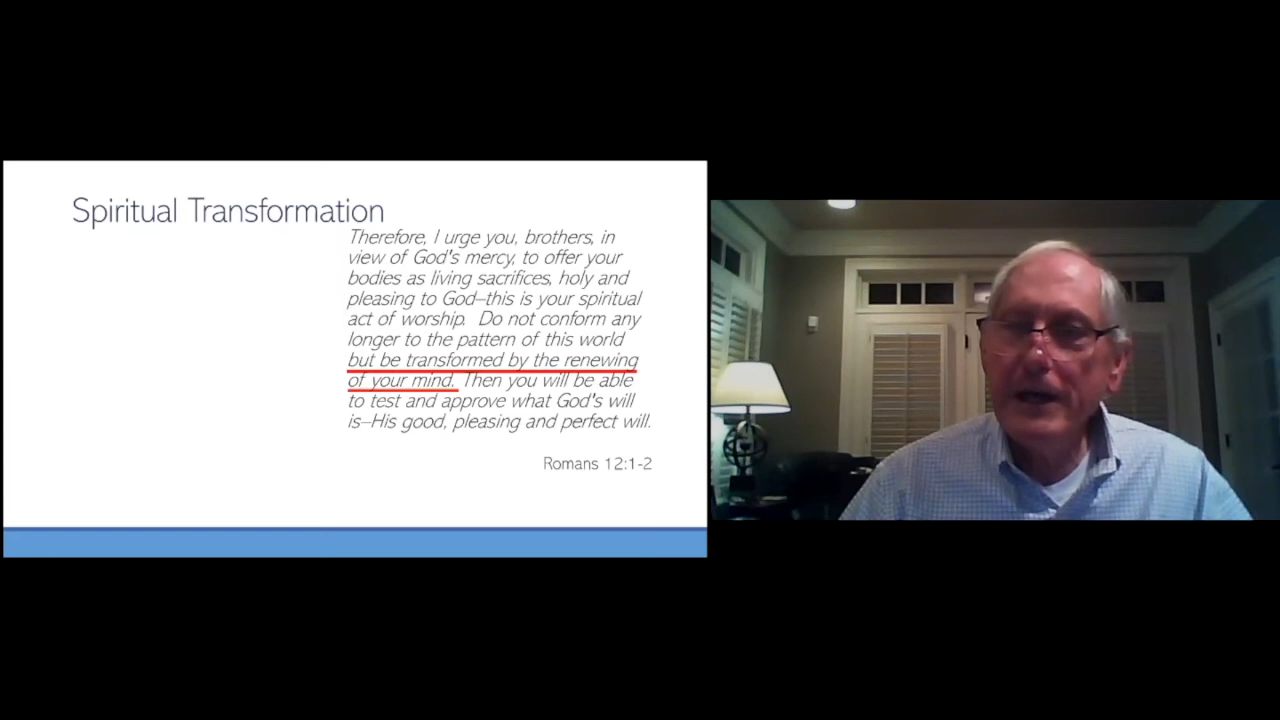 Spiritual Transformation
Therefore, I urge you, brothers, in
view of God's mercy, to offer your
bodies as living sacrifices, holy and
pleasing to God–this is your spiritual
act of worship.  Do not conform any
longer to the pattern of this world
but be transformed by the renewing
of your mind. Then you will be able
to test and approve what God's will
is–His good, pleasing and perfect will.
Romans 12:1-2